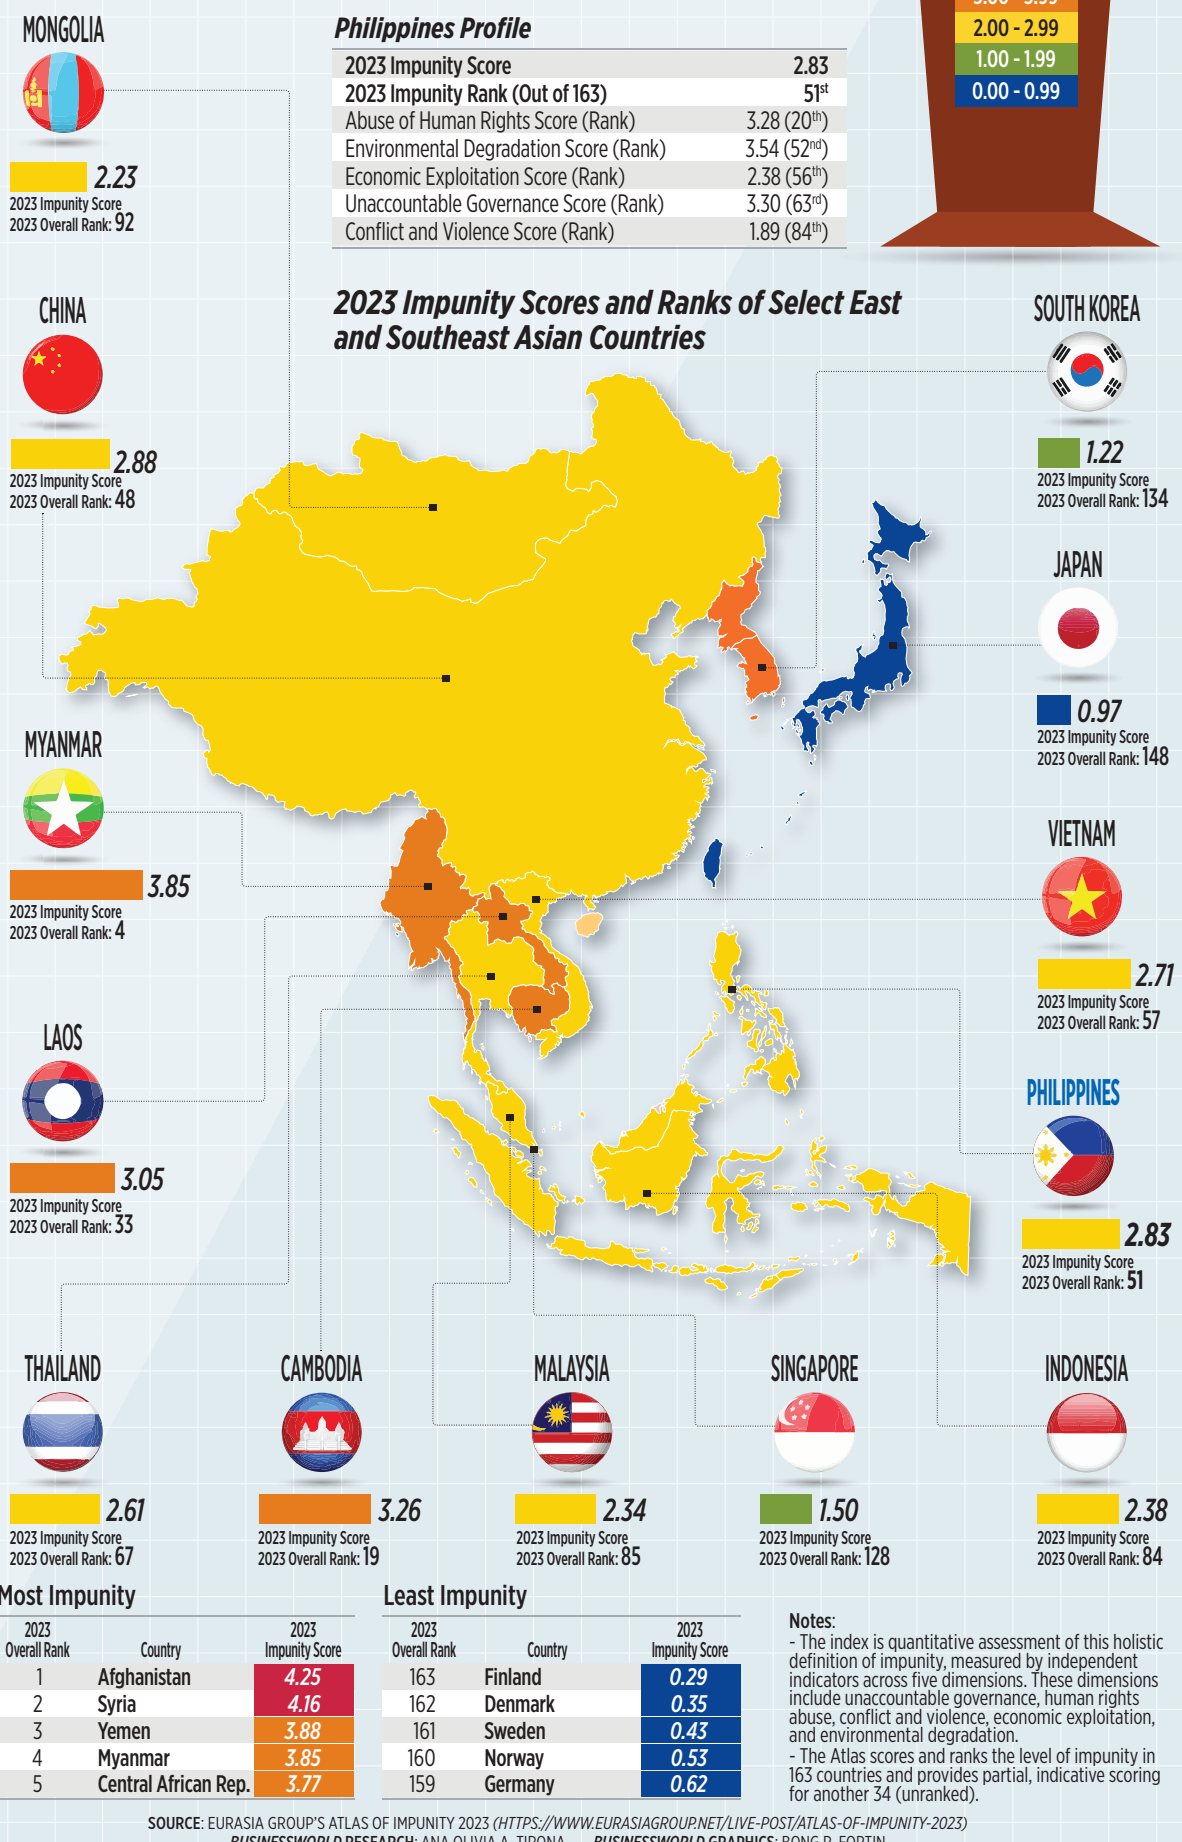 3.00 - 3.99
2.00 - 2.99
1.00 - 1.99
0.00 - 0.99
Philippines Profile
2023 Impunity Score 2.83
2023 Impunity Rank (Out of 163) 51st
Abuse of Human Rights Score (Rank) 3.28 (20th)
Environmental Degradation Score (Rank) 3.54 (52nd)
Economic Exploitation Score (Rank) 2.38 (56th)
Unaccountable Governance Score (Rank) 3.30 (63rd)
Conflict and Violence Score (Rank) 1.89 (84th)
2023 Impunity Scores and Ranks of Select East
and Southeast Asian Countries
MONGOLIA
2.23
2023 Impunity Score
2023 Overall Rank: 92
CHINA
2.88
2023 Impunity Score
2023 Overall Rank: 48
MYANMAR
3.85
2023 Impunity Score
2023 Overall Rank: 4
LAOS
3.05
2023 Impunity Score
2023 Overall Rank: 33
SOUTH KOREA
1.22
2023 Impunity Score
2023 Overall Rank: 134
JAPAN
0.97
2023 Impunity Score
2023 Overall Rank: 148
VIETNAM
2.71
2023 Impunity Score
2023 Overall Rank: 57
PHILIPPINES
2.83
2023 Impunity Score
2023 Overall Rank: 51
THAILAND
2.61
2023 Impunity Score
2023 Overall Rank: 67
CAMBODIA
3.26
2023 Impunity Score
2023 Overall Rank: 19
MALAYSIA
2.34
2023 Impunity Score
2023 Overall Rank: 85
SINGAPORE
1.50
2023 Impunity Score
2023 Overall Rank: 128
INDONESIA
2.38
2023 Impunity Score
2023 Overall Rank: 84
Most Impunity
2023 Overall Rank Country 2023 Impunity Score
1 Afghanistan 4.25
2 Syria 4.16
3 Yemen 3.88
4 Myanmar 3.85
5 Central African Rep. 3.77
Least Impunity
2023 Overall Rank Country 2023 Impunity Score
163 Finland 0.29
162 Denmark 0.35
161 Sweden 0.43
160 Norway 0.53
159 Germany 0.62
Notes:
- The index is quantitative assessment of this holistic
definition of impunity, measured by independent
indicators across five dimensions. These dimensions
include unaccountable governance, human rights
abuse, conflict and violence, economic exploitation,
and environmental degradation.
- The Atlas scores and ranks the level of impunity in
163 countries and provides partial, indicative scoring
for another 34 (unranked).
SOURCE: EURASIA GROUP'S ATLAS OF IMPUNITY 2023 (HTTPS://WWW.EURASIAGROUP.NET/LIVE-POST/ATLAS-OF-IMPUNITY-2023)
BUSINESSWORLD RESEARCH: ANA OLIVIA A. TIRONA BUSINESSWORLD GRAPHICS: BONG R. FORTIN